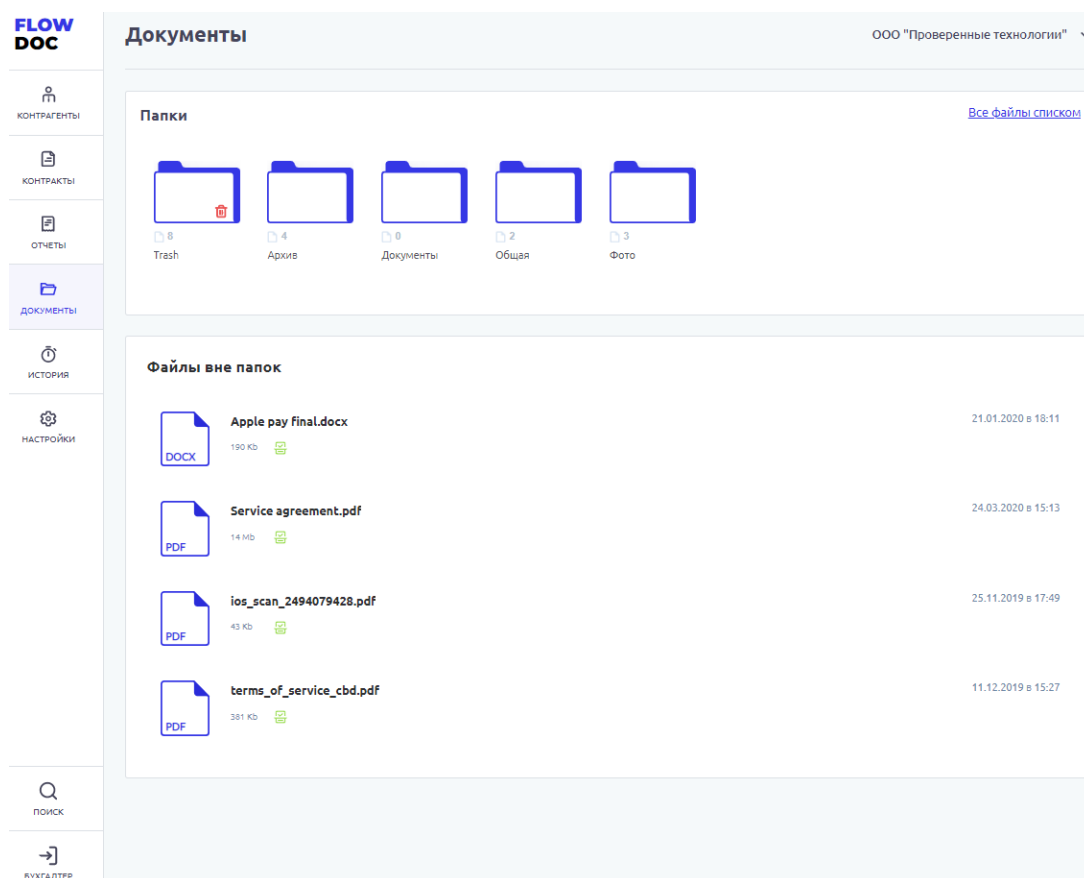 FLOW
DOC
Документы
ООО "Проверенные технологии"
КОНТРАГЕНТЫ
КОНТРАКТЫ
ОТЧЕТЫ
ДОКУМЕНТЫ
ИСТОРИЯ
НАСТРОЙКИ
ПОИСК
БУХГАЛТЕР
Папки
Все файлы списком
8
Trash
4
Архив
0
Документы
2
Общая
3
Фото
Файлы вне папок
Apple pay final.docx
21.01.2020 в 18:11
190 Kb
DOCX
Service agreement.pdf
24.03.2020 в 15:13
14 Mb
PDF
ios_scan_2494079428.pdf
25.11.2019 в 17:49
43 Kb
PDF
terms_of_service_cbd.pdf
11.12.2019 в 15:27
381 Kb
PDF